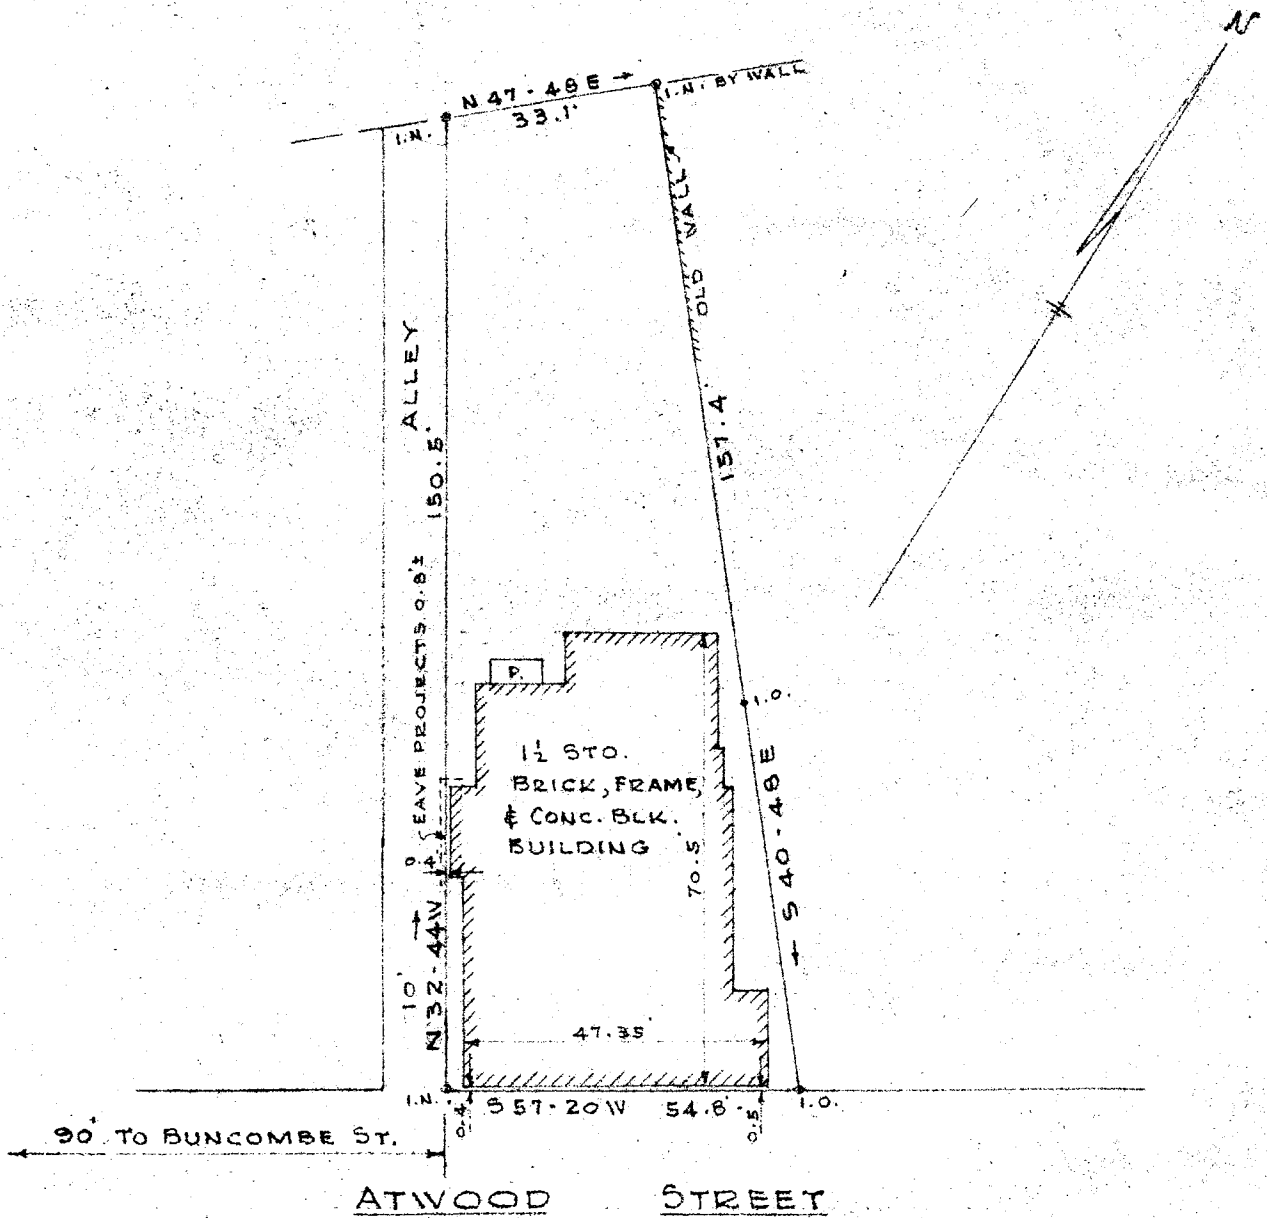 N
N 47-48 E →
33.1'
I.N.
I.N. BY WALL
OLD WALL
ALLEY
150.5'
157.4'
EAVE PROJECTS 0.8'±
P.
I.O.
1½ STO.
BRICK, FRAME,
& CONC. BLK.
BUILDING
70.5'
0.4'
← S 40-48 E
10'
N 32-44 W →
47.35'
I.N.
0.4
S 57-20 W 54.8'
0.5
I.O.
90' TO BUNCOMBE ST.
ATWOOD STREET